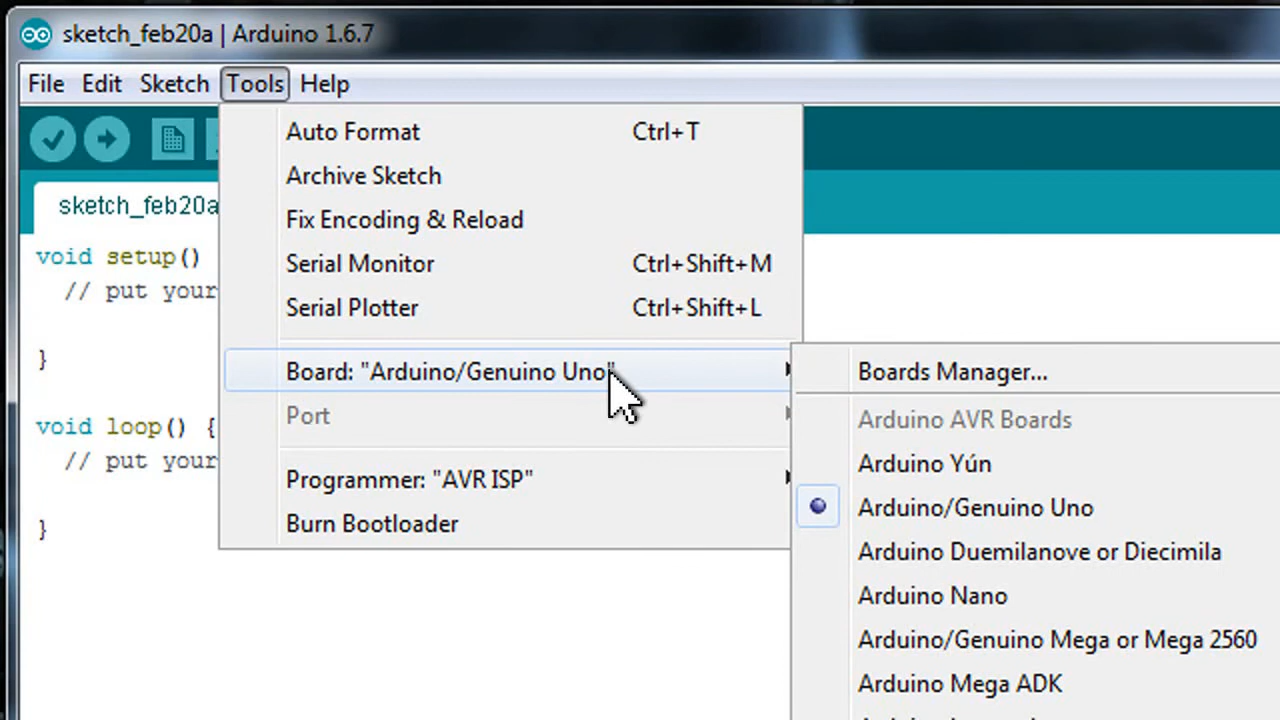 sketch_feb20a | Arduino 1.6.7
File Edit Sketch Tools Help
Auto Format Ctrl+T
Archive Sketch
sketch_feb20a
Fix Encoding & Reload
void setup()
Serial Monitor Ctrl+Shift+M
// put your
Serial Plotter Ctrl+Shift+L
}
Board: "Arduino/Genuino Uno"
Port
void loop() {
// put your
Programmer: "AVR ISP"
Burn Bootloader
}
Boards Manager...
Arduino AVR Boards
Arduino Yún
Arduino/Genuino Uno
Arduino Duemilanove or Diecimila
Arduino Nano
Arduino/Genuino Mega or Mega 2560
Arduino Mega ADK